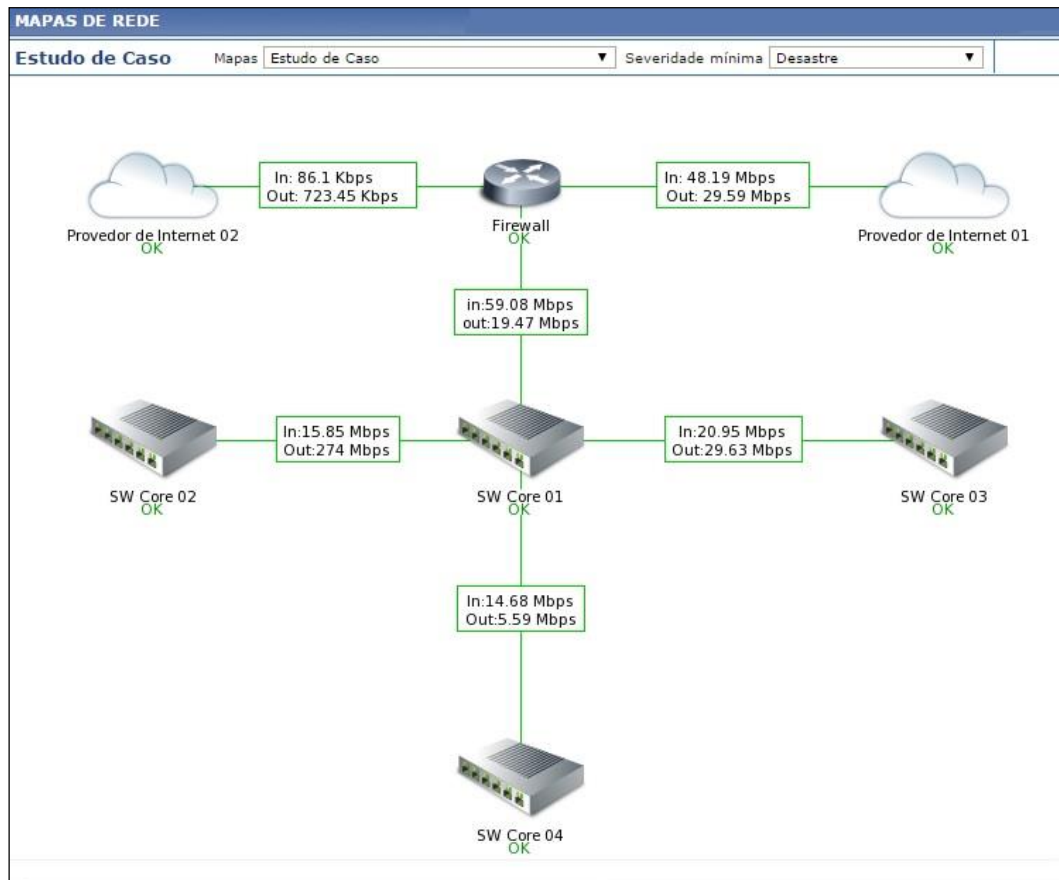 MAPAS DE REDE
Estudo de Caso
Mapas Estudo de Caso
Severidade mínima Desastre
In: 86.1 Kbps
Out: 723.45 Kbps
In: 48.19 Mbps
Out: 29.59 Mbps
Provedor de Internet 02
OK
Firewall
OK
Provedor de Internet 01
OK
in:59.08 Mbps
out:19.47 Mbps
In:15.85 Mbps
Out:274 Mbps
In:20.95 Mbps
Out:29.63 Mbps
SW Core 02
OK
SW Core 01
OK
SW Core 03
OK
In:14.68 Mbps
Out:5.59 Mbps
SW Core 04
OK